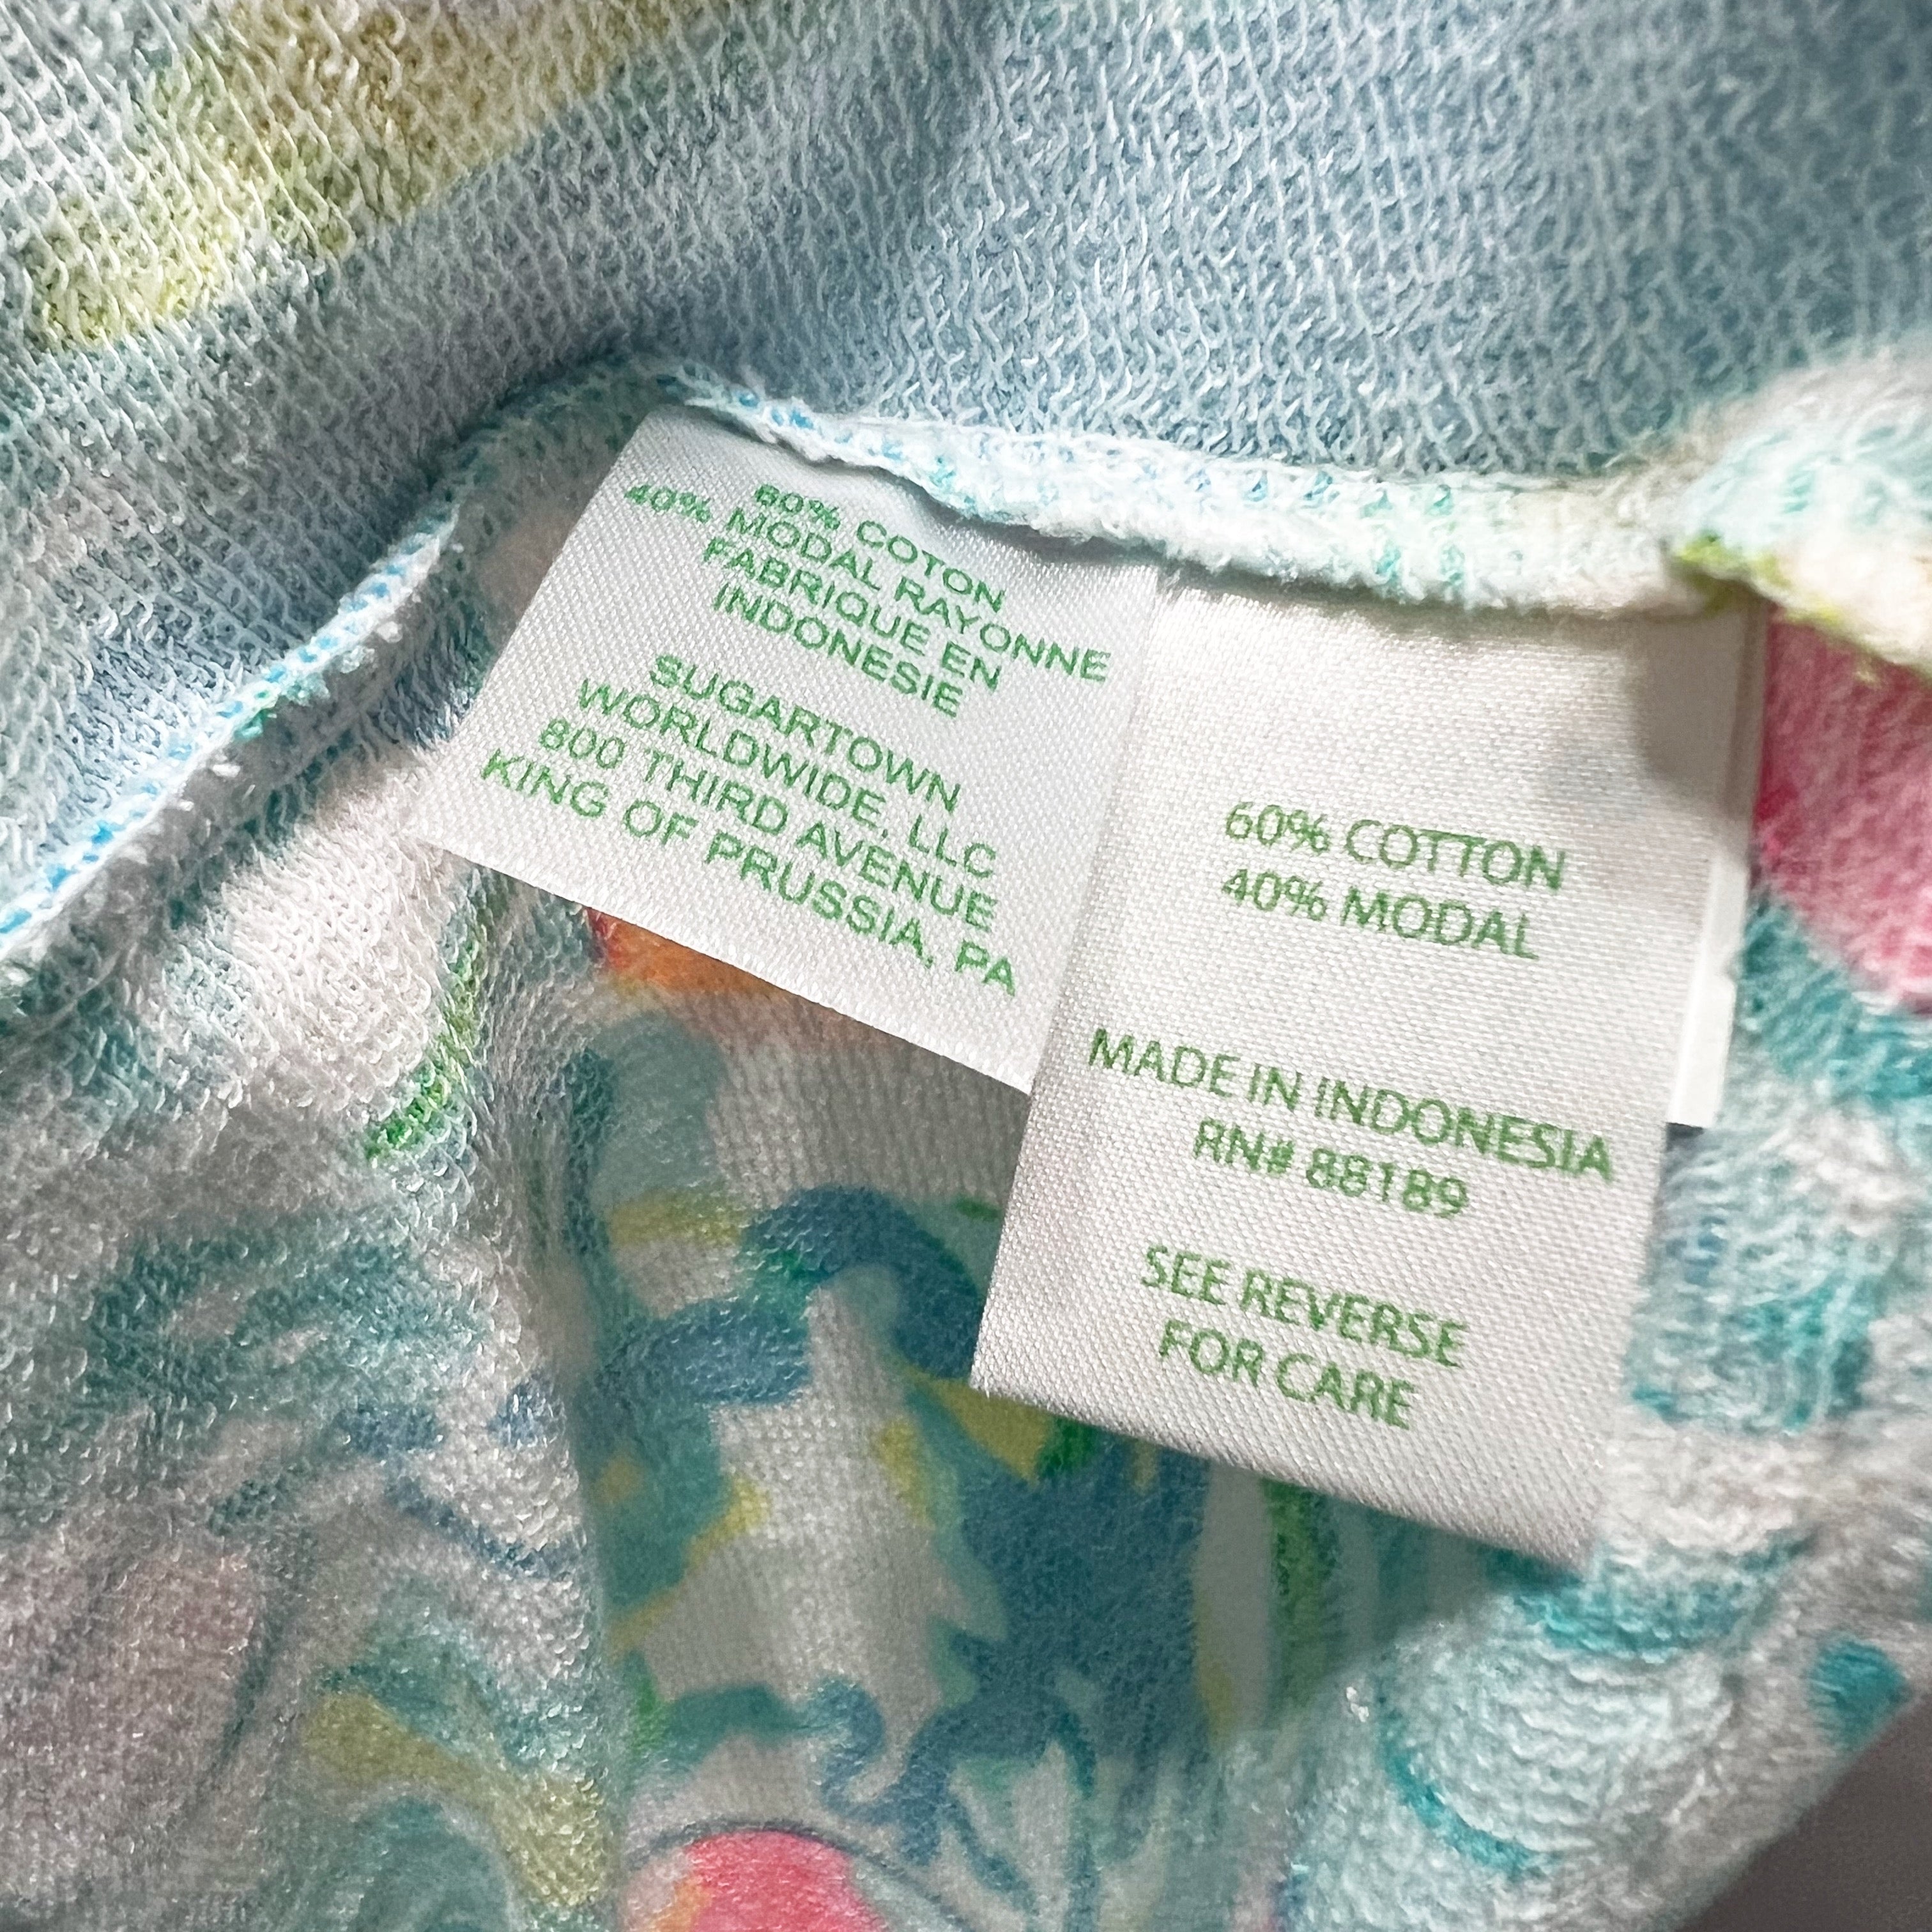 60% COTON
40% MODAL RAYONNE
FABRIQUE EN
INDONESIE
SUGARTOWN
WORLDWIDE, LLC
800 THIRD AVENUE
KING OF PRUSSIA, PA
60% COTTON
40% MODAL
MADE IN INDONESIA
RN# 88189
SEE REVERSE
FOR CARE